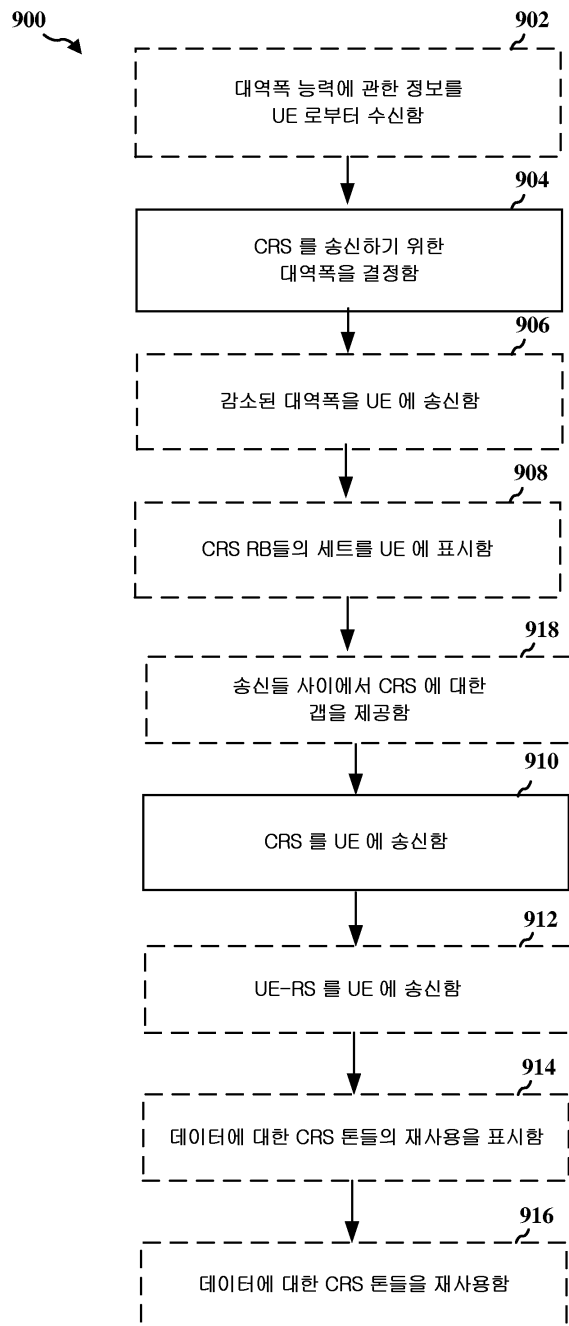 900
902
대역폭 능력에 관한 정보를
UE 로부터 수신함
904
CRS 를 송신하기 위한
대역폭을 결정함
906
감소된 대역폭을 UE 에 송신함
908
CRS RB들의 세트를 UE 에 표시함
918
송신들 사이에서 CRS 에 대한
갭을 제공함
910
CRS 를 UE 에 송신함
912
UE-RS 를 UE 에 송신함
914
데이터에 대한 CRS 톤들의 재사용을 표시함
916
데이터에 대한 CRS 톤들을 재사용함